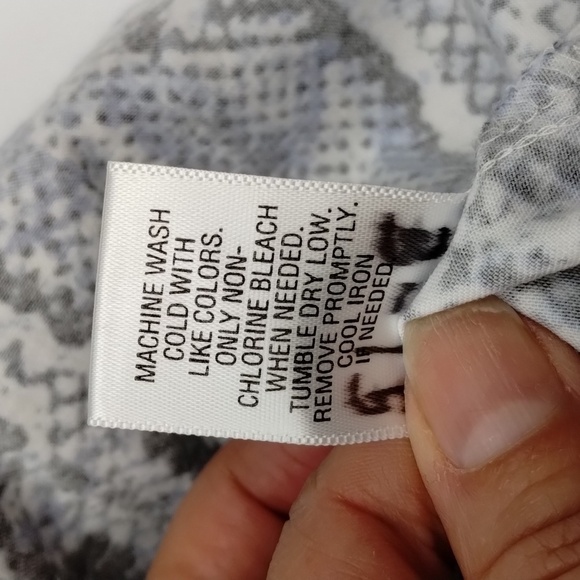 MACHINE WASH
COLD WITH
LIKE COLORS.
ONLY NON-
CHLORINE BLEACH
WHEN NEEDED.
TUMBLE DRY LOW.
REMOVE PROMPTLY.
COOL IRON
IF NEEDED